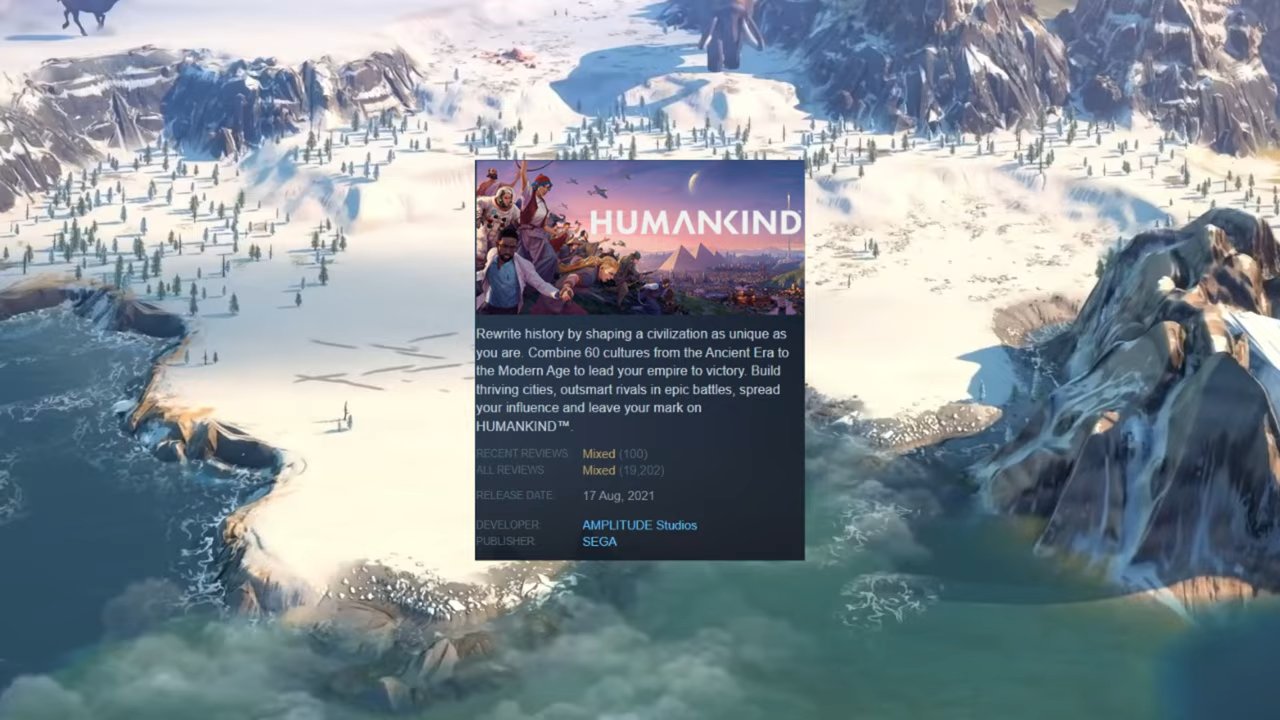 HUMANKIND
Rewrite history by shaping a civilization as unique as
you are. Combine 60 cultures from the Ancient Era to
the Modern Age to lead your empire to victory. Build
thriving cities, outsmart rivals in epic battles, spread
your influence and leave your mark on
HUMANKIND™.
RECENT REVIEWS: Mixed (100)
ALL REVIEWS: Mixed (19,202)
RELEASE DATE: 17 Aug, 2021
DEVELOPER: AMPLITUDE Studios
PUBLISHER: SEGA